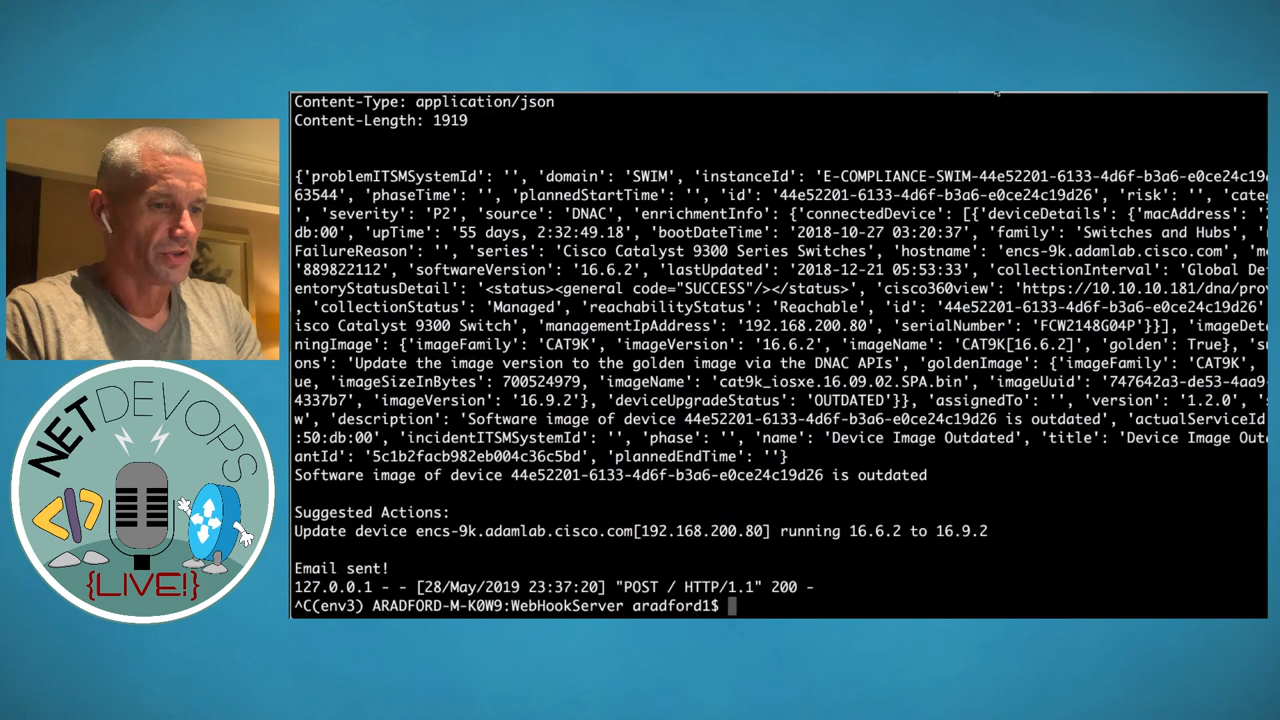 Content-Type: application/json
Content-Length: 1919
{'problemITSMSystemId': '', 'domain': 'SWIM', 'instanceId': 'E-COMPLIANCE-SWIM-44e52201-6133-4d6f-b3a6-e0ce24c19
63544', 'phaseTime': '', 'plannedStartTime': '', 'id': '44e52201-6133-4d6f-b3a6-e0ce24c19d26', 'risk': '', 'cate
', 'severity': 'P2', 'source': 'DNAC', 'enrichmentInfo': {'connectedDevice': [{'deviceDetails': {'macAddress': '
db:00', 'upTime': '55 days, 2:32:49.18', 'bootDateTime': '2018-10-27 03:20:37', 'family': 'Switches and Hubs', '
FailureReason': '', 'series': 'Cisco Catalyst 9300 Series Switches', 'hostname': 'encs-9k.adamlab.cisco.com', '
'889822112', 'softwareVersion': '16.6.2', 'lastUpdated': '2018-12-21 05:53:33', 'collectionInterval': 'Global De
entoryStatusDetail': '<status><general code="SUCCESS"/></status>', 'cisco360view': 'https://10.10.10.181/dna/pro
, 'collectionStatus': 'Managed', 'reachabilityStatus': 'Reachable', 'id': '44e52201-6133-4d6f-b3a6-e0ce24c19d26'
isco Catalyst 9300 Switch', 'managementIpAddress': '192.168.200.80', 'serialNumber': 'FCW2148G04P'}}], 'imageDet
ningImage': {'imageFamily': 'CAT9K', 'imageVersion': '16.6.2', 'imageName': 'CAT9K[16.6.2]', 'golden': True}, 's
ons': 'Update the image version to the golden image via the DNAC APIs', 'goldenImage': {'imageFamily': 'CAT9K',
ue, 'imageSizeInBytes': 700524979, 'imageName': 'cat9k_iosxe.16.09.02.SPA.bin', 'imageUuid': '747642a3-de53-4aa9
4337b7', 'imageVersion': '16.9.2'}, 'deviceUpgradeStatus': 'OUTDATED'}}, 'assignedTo': '', 'version': '1.2.0', '
w', 'description': 'Software image of device 44e52201-6133-4d6f-b3a6-e0ce24c19d26 is outdated', 'actualServiceId
:50:db:00', 'incidentITSMSystemId': '', 'phase': '', 'name': 'Device Image Outdated', 'title': 'Device Image Out
antId': '5c1b2facb982eb004c36c5bd', 'plannedEndTime': ''}
Software image of device 44e52201-6133-4d6f-b3a6-e0ce24c19d26 is outdated
Suggested Actions:
Update device encs-9k.adamlab.cisco.com[192.168.200.80] running 16.6.2 to 16.9.2
Email sent!
127.0.0.1 - - [28/May/2019 23:37:20] "POST / HTTP/1.1" 200 -
^C(env3) ARADFORD-M-K0W9:WebHookServer aradford1$
NETDEVOPS
</>
{LIVE!}